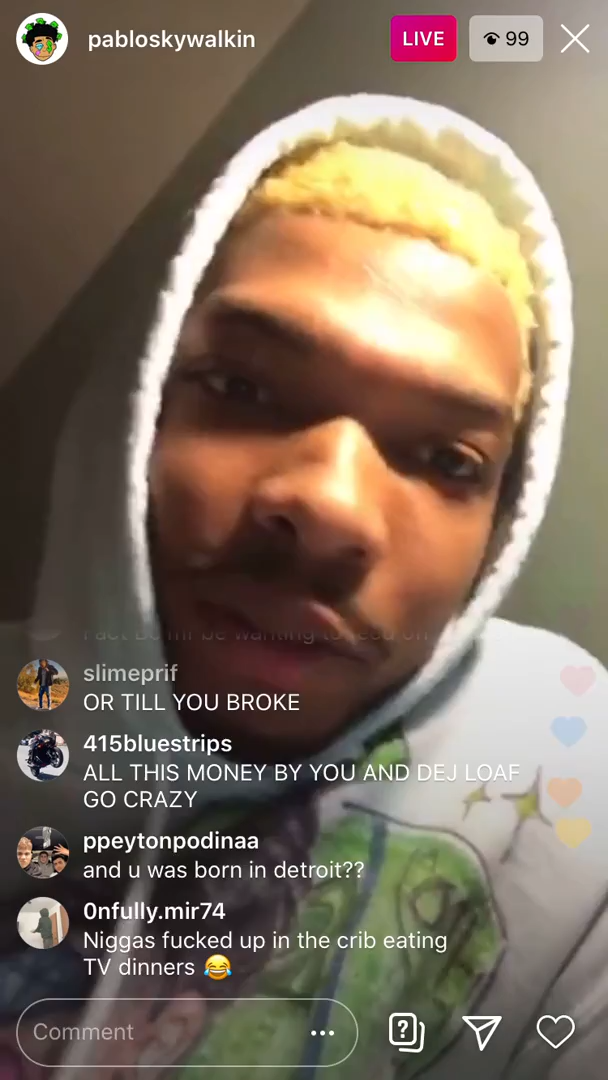 pabloskywalkin
LIVE
99
slimeprif
OR TILL YOU BROKE
415bluestrips
ALL THIS MONEY BY YOU AND DEJ LOAF
GO CRAZY
ppeytonpodinaa
and u was born in detroit??
0nfully.mir74
Niggas fucked up in the crib eating
TV dinners 😂
Comment